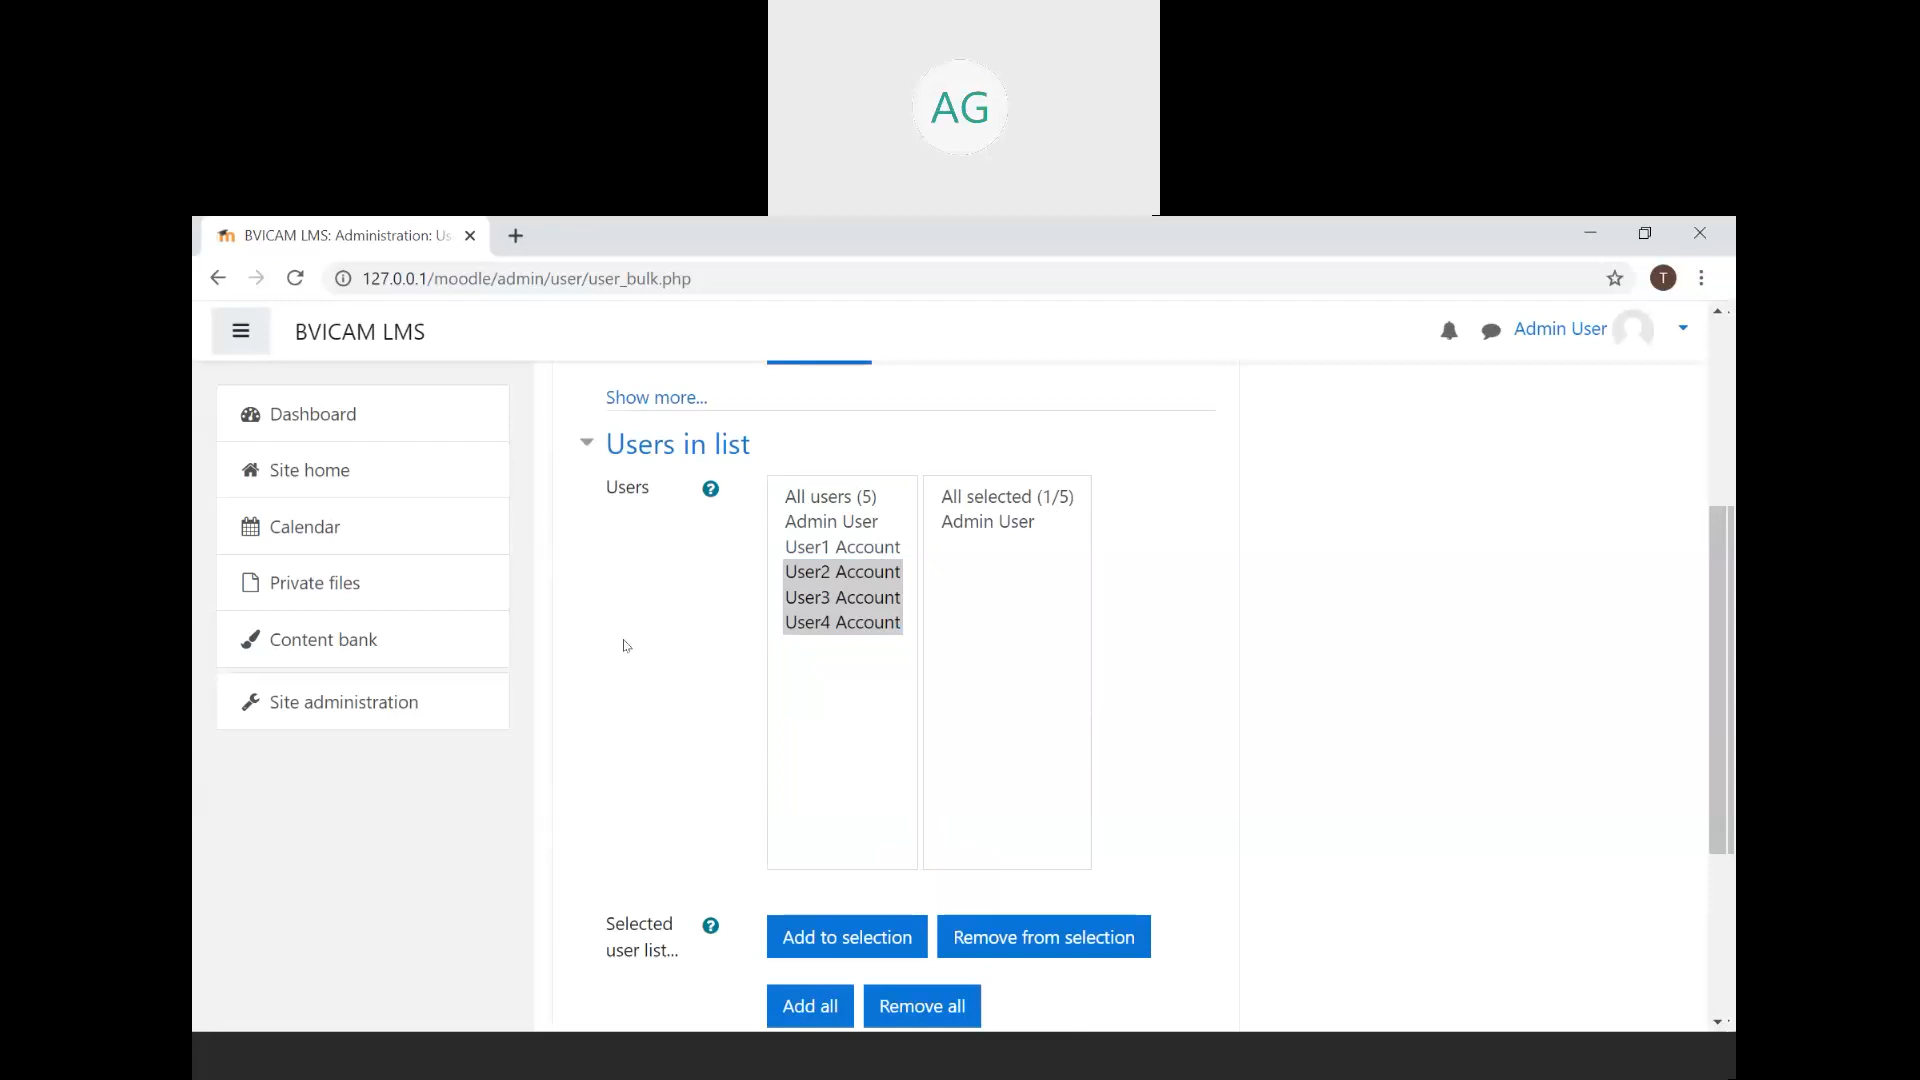 AG
BVICAM LMS: Administration: Us
127.0.0.1/moodle/admin/user/user_bulk.php
T
BVICAM LMS
Admin User
Dashboard
Site home
Calendar
Private files
Content bank
Site administration
Show more...
Users in list
Users ?
All users (5)
Admin User
User1 Account
User2 Account
User3 Account
User4 Account
All selected (1/5)
Admin User
Selected ?
user list...
Add to selection
Remove from selection
Add all
Remove all